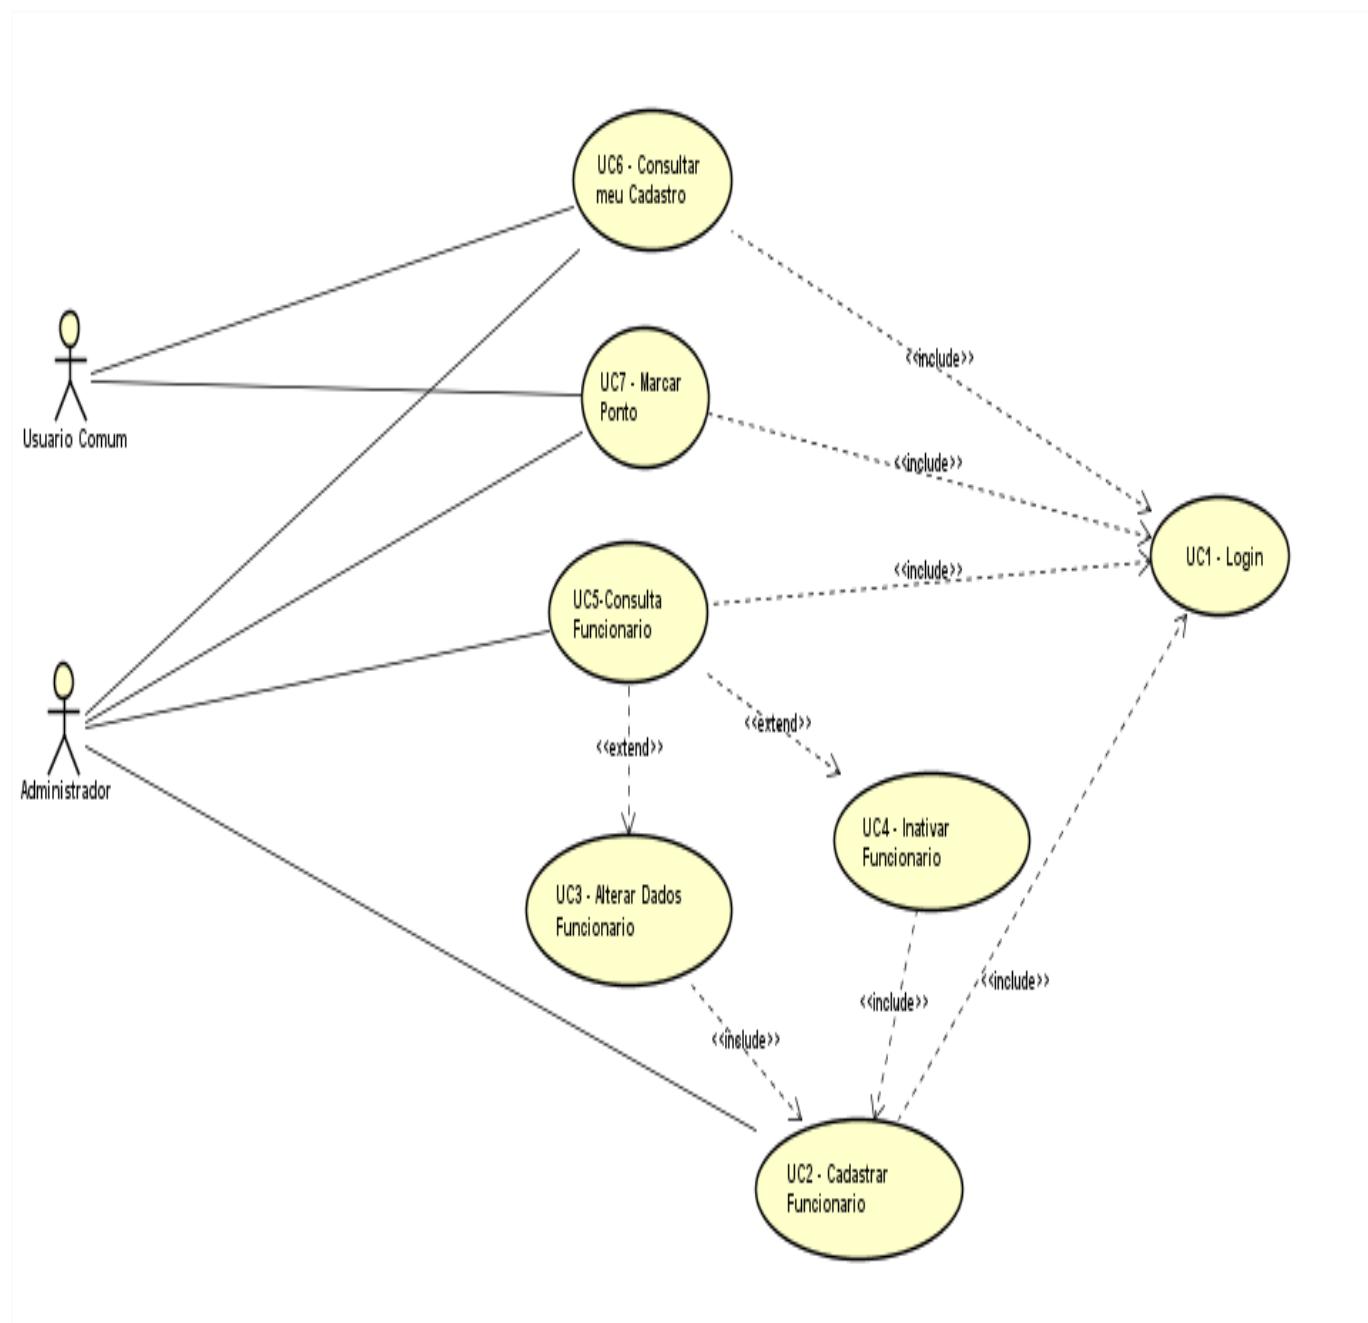 UC6 - Consultar
meu Cadastro
<<include>>
UC7 - Marcar
Ponto
Usuario Comum
<<include>>
UC1 - Login
<<include>>
UC5-Consulta
Funcionario
<<extend>>
<<extend>>
Administrador
UC4 - Inativar
Funcionario
UC3 - Alterar Dados
Funcionario
<<include>>
<<include>>
<<include>>
UC2 - Cadastrar
Funcionario